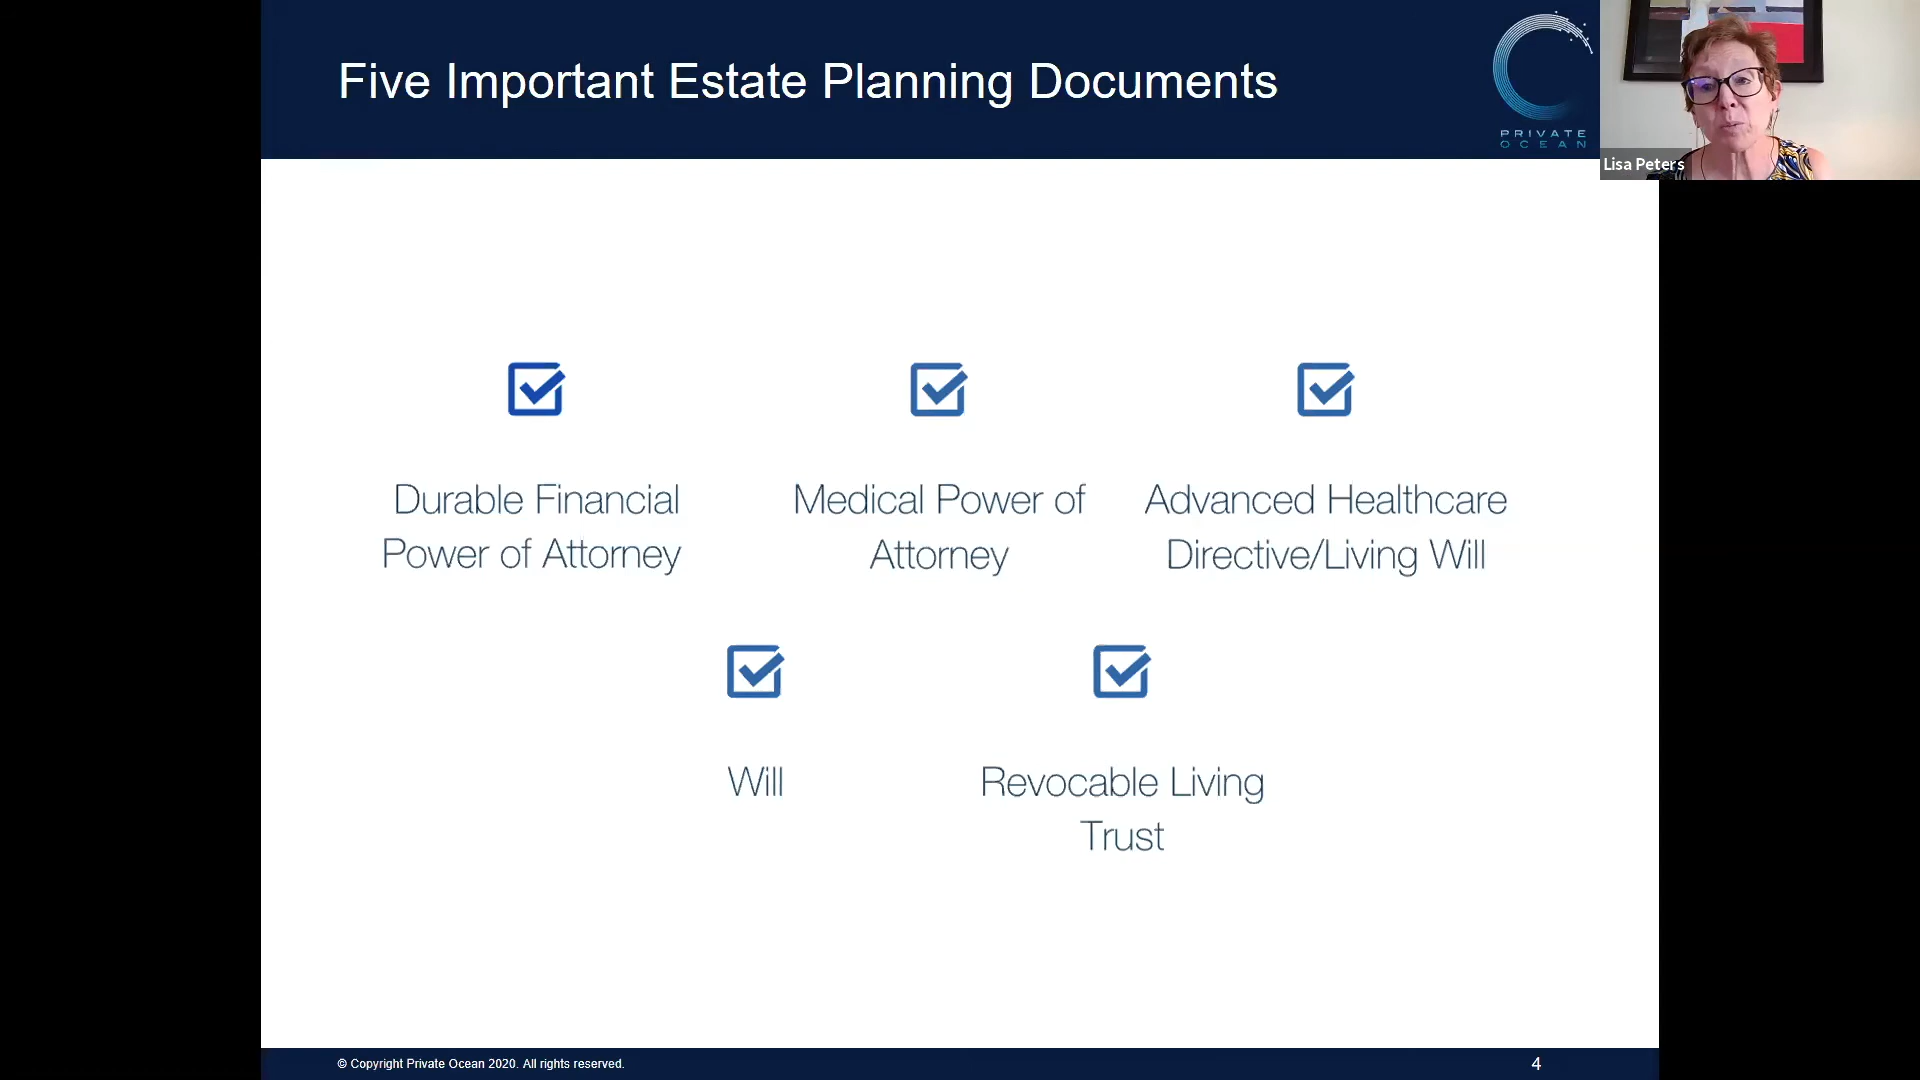 Five Important Estate Planning Documents
PRIVATE
OCEAN
Lisa Peters
Durable Financial
Power of Attorney
Medical Power of
Attorney
Advanced Healthcare
Directive/Living Will
Will
Revocable Living
Trust
© Copyright Private Ocean 2020. All rights reserved.
4